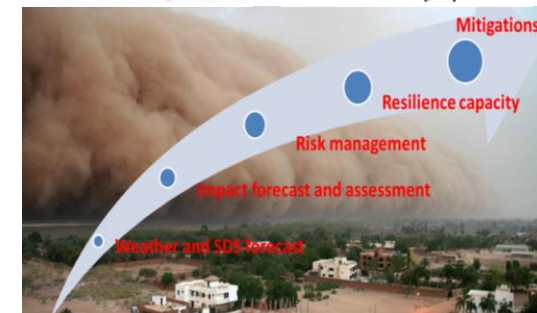 Mitigations
Resilience capacity
Risk management
Impact forecast and assessment
Weather and SDS forecast